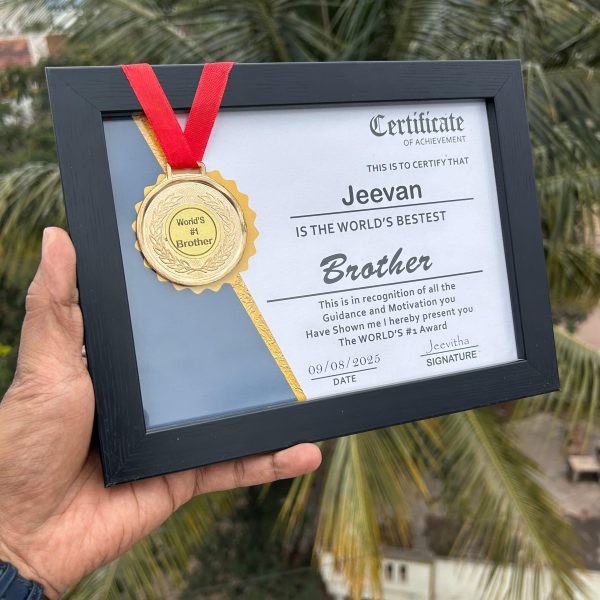 Certificate
OF ACHIEVEMENT
THIS IS TO CERTIFY THAT
Jeevan
IS THE WORLD'S BESTEST
Brother
This is in recognition of all the
Guidance and Motivation you
Have Shown me I hereby present you
The WORLD'S #1 Award
09/08/2025
DATE
Jeevitha
SIGNATURE
World'S
#1
Brother